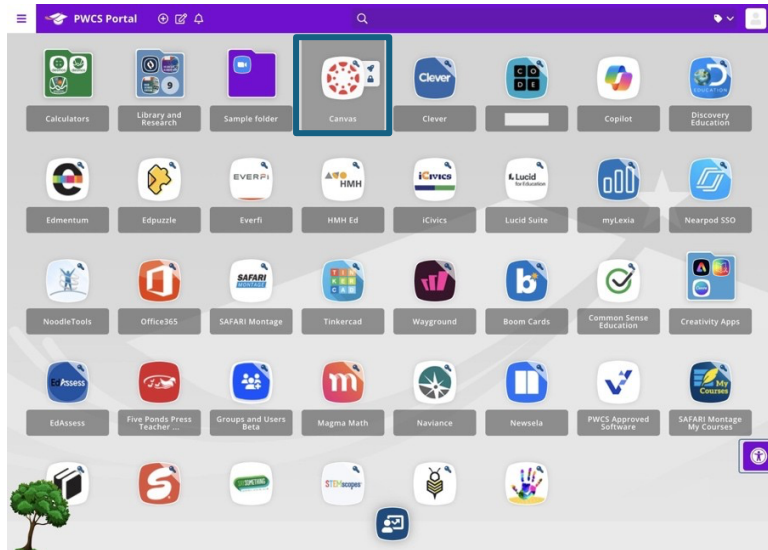 PWCS Portal
9
Calculators
Library and
Research
Sample folder
Canvas
Clever
Clever
CODE
Copilot
EDUCATION
Discovery
Education
Edmentum
Edpuzzle
EVERFI
Everfi
HMH
HMH Ed
iCivics
iCivics
Lucid
for Education
Lucid Suite
myLexia
Nearpod SSO
NoodleTools
Office365
SAFARI
MONTAGE
SAFARI Montage
TIN
KER
CAD
Tinkercad
Wayground
b
Boom Cards
Common Sense
Education
Creativity Apps
EdAssess
EdAssess
Five Ponds Press
Teacher ...
Groups and Users
Beta
m
Magma Math
Naviance
Newsela
PWCS Approved
Software
My
Courses
SAFARI Montage
My Courses
S
STEMscopes